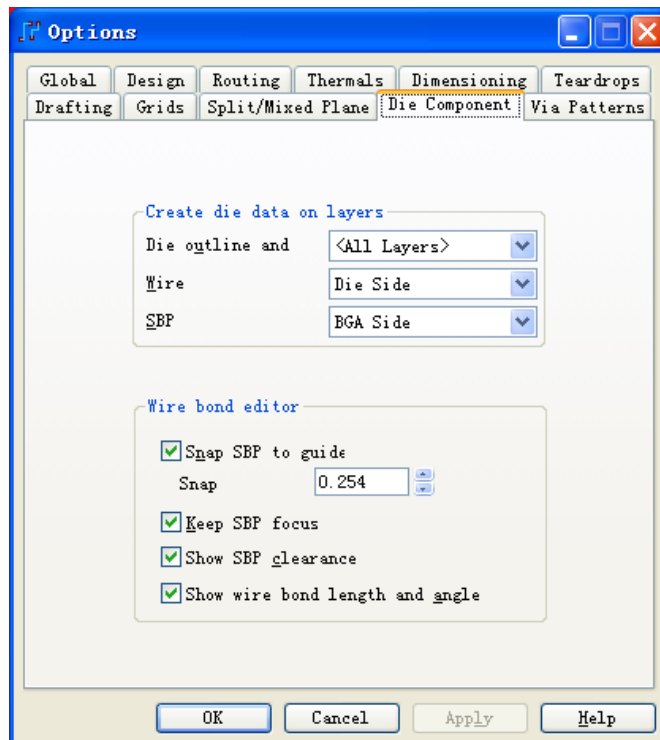 Options
Global Design Routing Thermals Dimensioning Teardrops
Drafting Grids Split/Mixed Plane Die Component Via Patterns
Create die data on layers
Die outline and <All Layers>
Wire Die Side
SBP BGA Side
Wire bond editor
Snap SBP to guide
Snap 0.254
Keep SBP focus
Show SBP clearance
Show wire bond length and angle
OK Cancel Apply Help